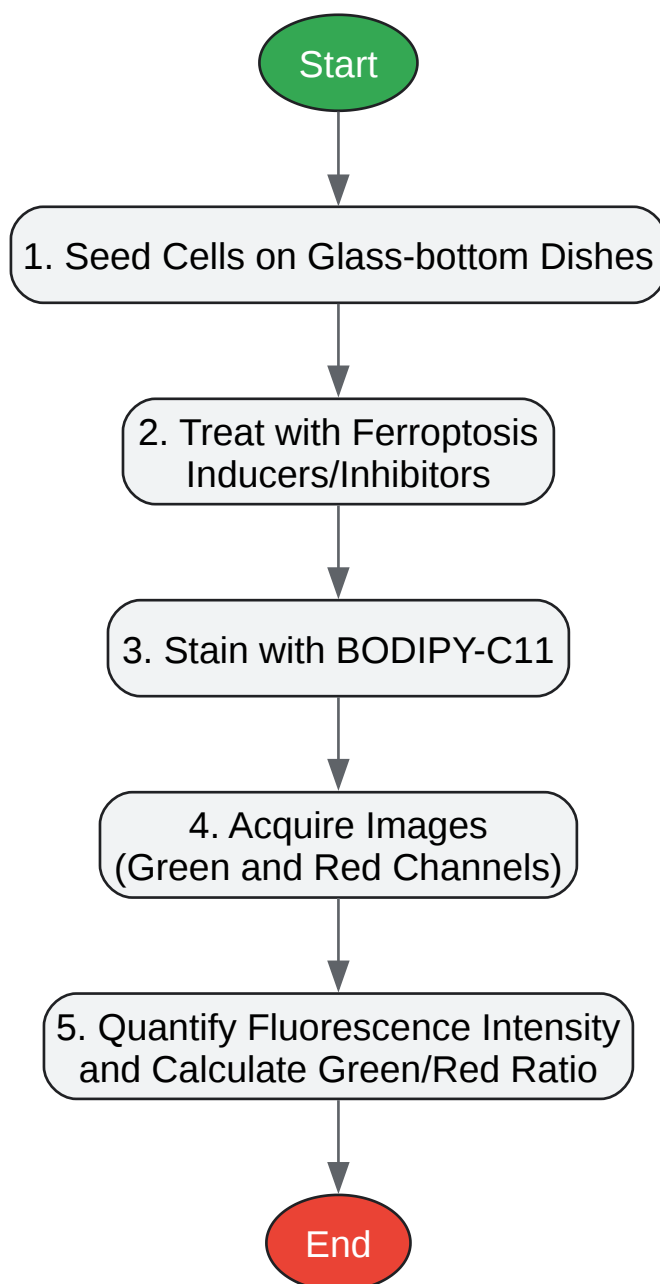 Start
1. Seed Cells on Glass-bottom Dishes
2. Treat with Ferroptosis
Inducers/Inhibitors
3. Stain with BODIPY-C11
4. Acquire Images
(Green and Red Channels)
5. Quantify Fluorescence Intensity
and Calculate Green/Red Ratio
End